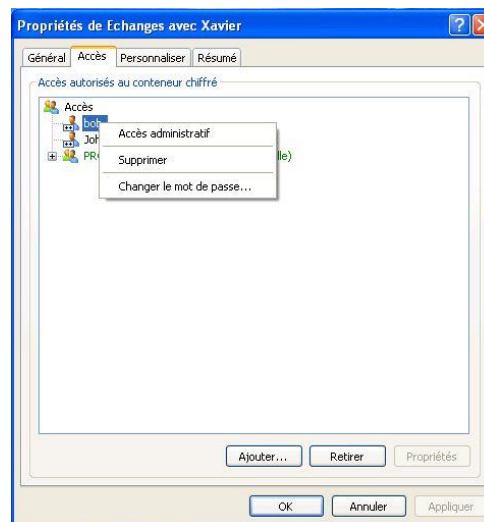 Propriétés de Echanges avec Xavier
Général Accès Personnaliser Résumé
Accès autorisés au conteneur chiffré
Accès
Accès administratif
Supprimer
Changer le mot de passe...
Ajouter... Retirer Propriétés
OK Annuler Appliquer